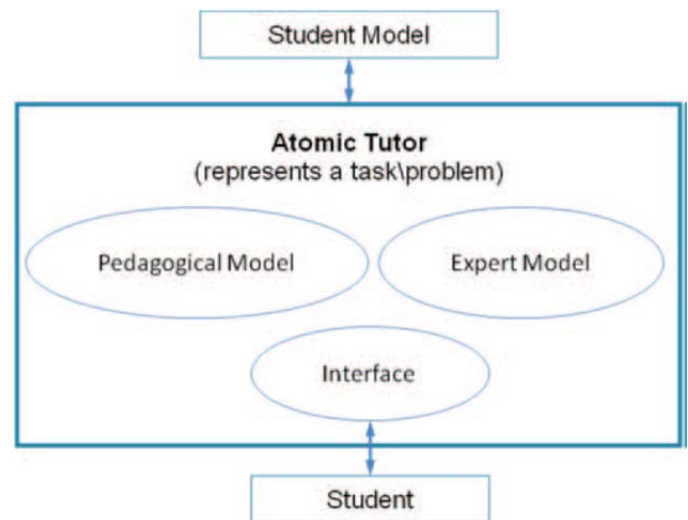 Student Model
Atomic Tutor
(represents a task\problem)
Pedagogical Model
Expert Model
Interface
Student